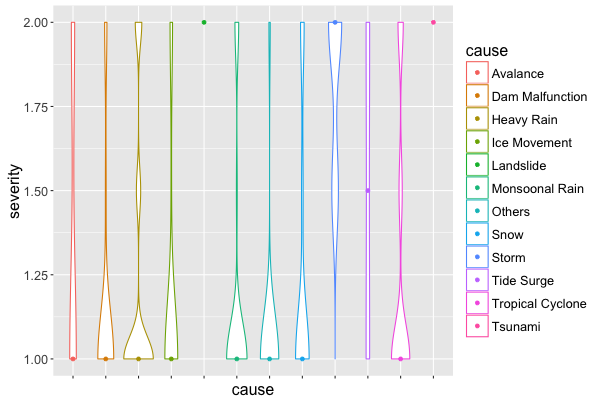 2.00
1.75
1.50
1.25
1.00
severity
cause
cause
Avalance
Dam Malfunction
Heavy Rain
Ice Movement
Landslide
Monsoonal Rain
Others
Snow
Storm
Tide Surge
Tropical Cyclone
Tsunami